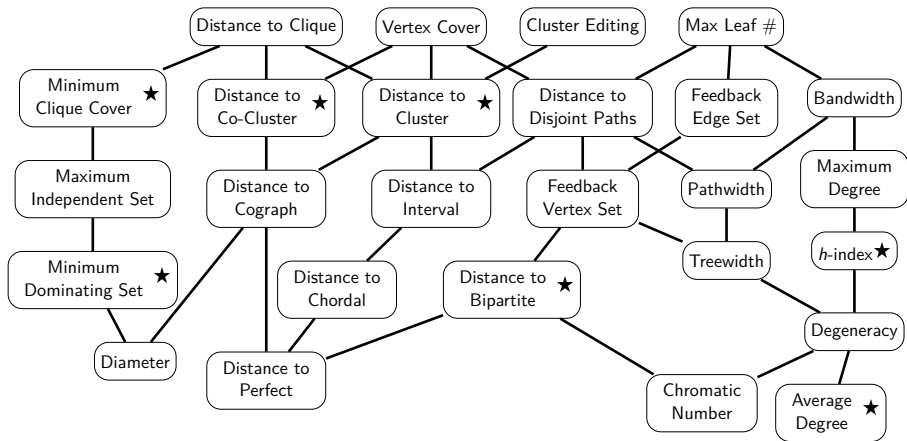 Distance to Clique
Vertex Cover
Cluster Editing
Max Leaf #
Minimum
Clique Cover ★
Distance to
Co-Cluster ★
Distance to
Cluster ★
Distance to
Disjoint Paths
Feedback
Edge Set
Bandwidth
Maximum
Independent Set
Distance to
Cograph
Distance to
Interval
Feedback
Vertex Set
Pathwidth
Maximum
Degree
Minimum
Dominating Set ★
Distance to
Chordal
Distance to
Bipartite ★
Treewidth
h-index ★
Diameter
Distance to
Perfect
Degeneracy
Chromatic
Number
Average
Degree ★